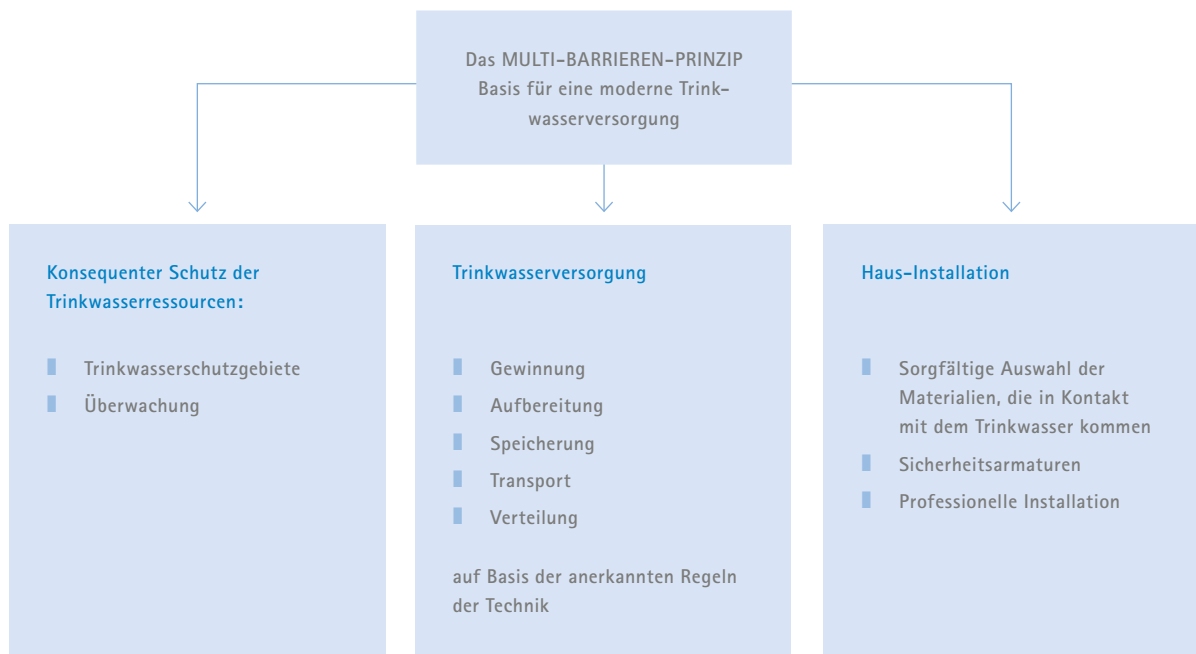 Das MULTI-BARRIEREN-PRINZIP
Basis für eine moderne Trink-
wasserversorgung
Konsequenter Schutz der
Trinkwasserressourcen:
Trinkwasserschutzgebiete
Überwachung
Trinkwasserversorgung
Gewinnung
Aufbereitung
Speicherung
Transport
Verteilung
auf Basis der anerkannten Regeln
der Technik
Haus-Installation
Sorgfältige Auswahl der
Materialien, die in Kontakt
mit dem Trinkwasser kommen
Sicherheitsarmaturen
Professionelle Installation